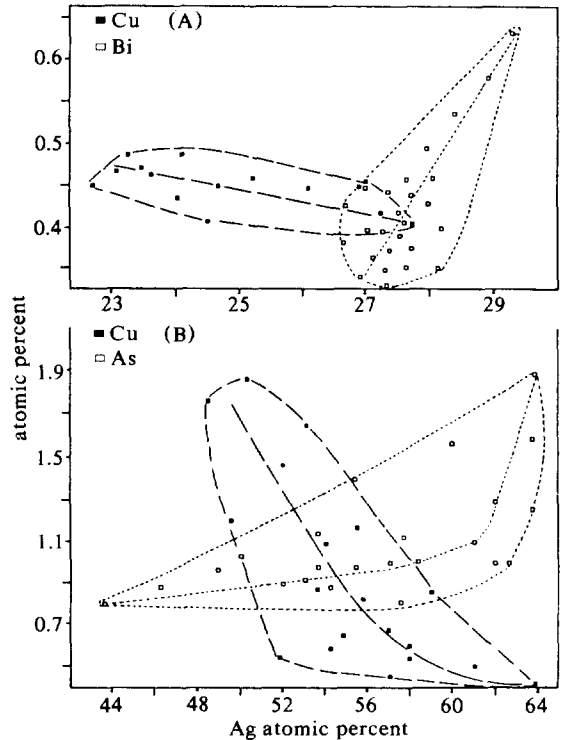 ■ Cu (A)
□ Bi
0.6
0.5
0.4
23 25 27 29
■ Cu (B)
□ As
atomic percent
1.9
1.5
1.1
0.7
44 48 52 56 60 64
Ag atomic percent